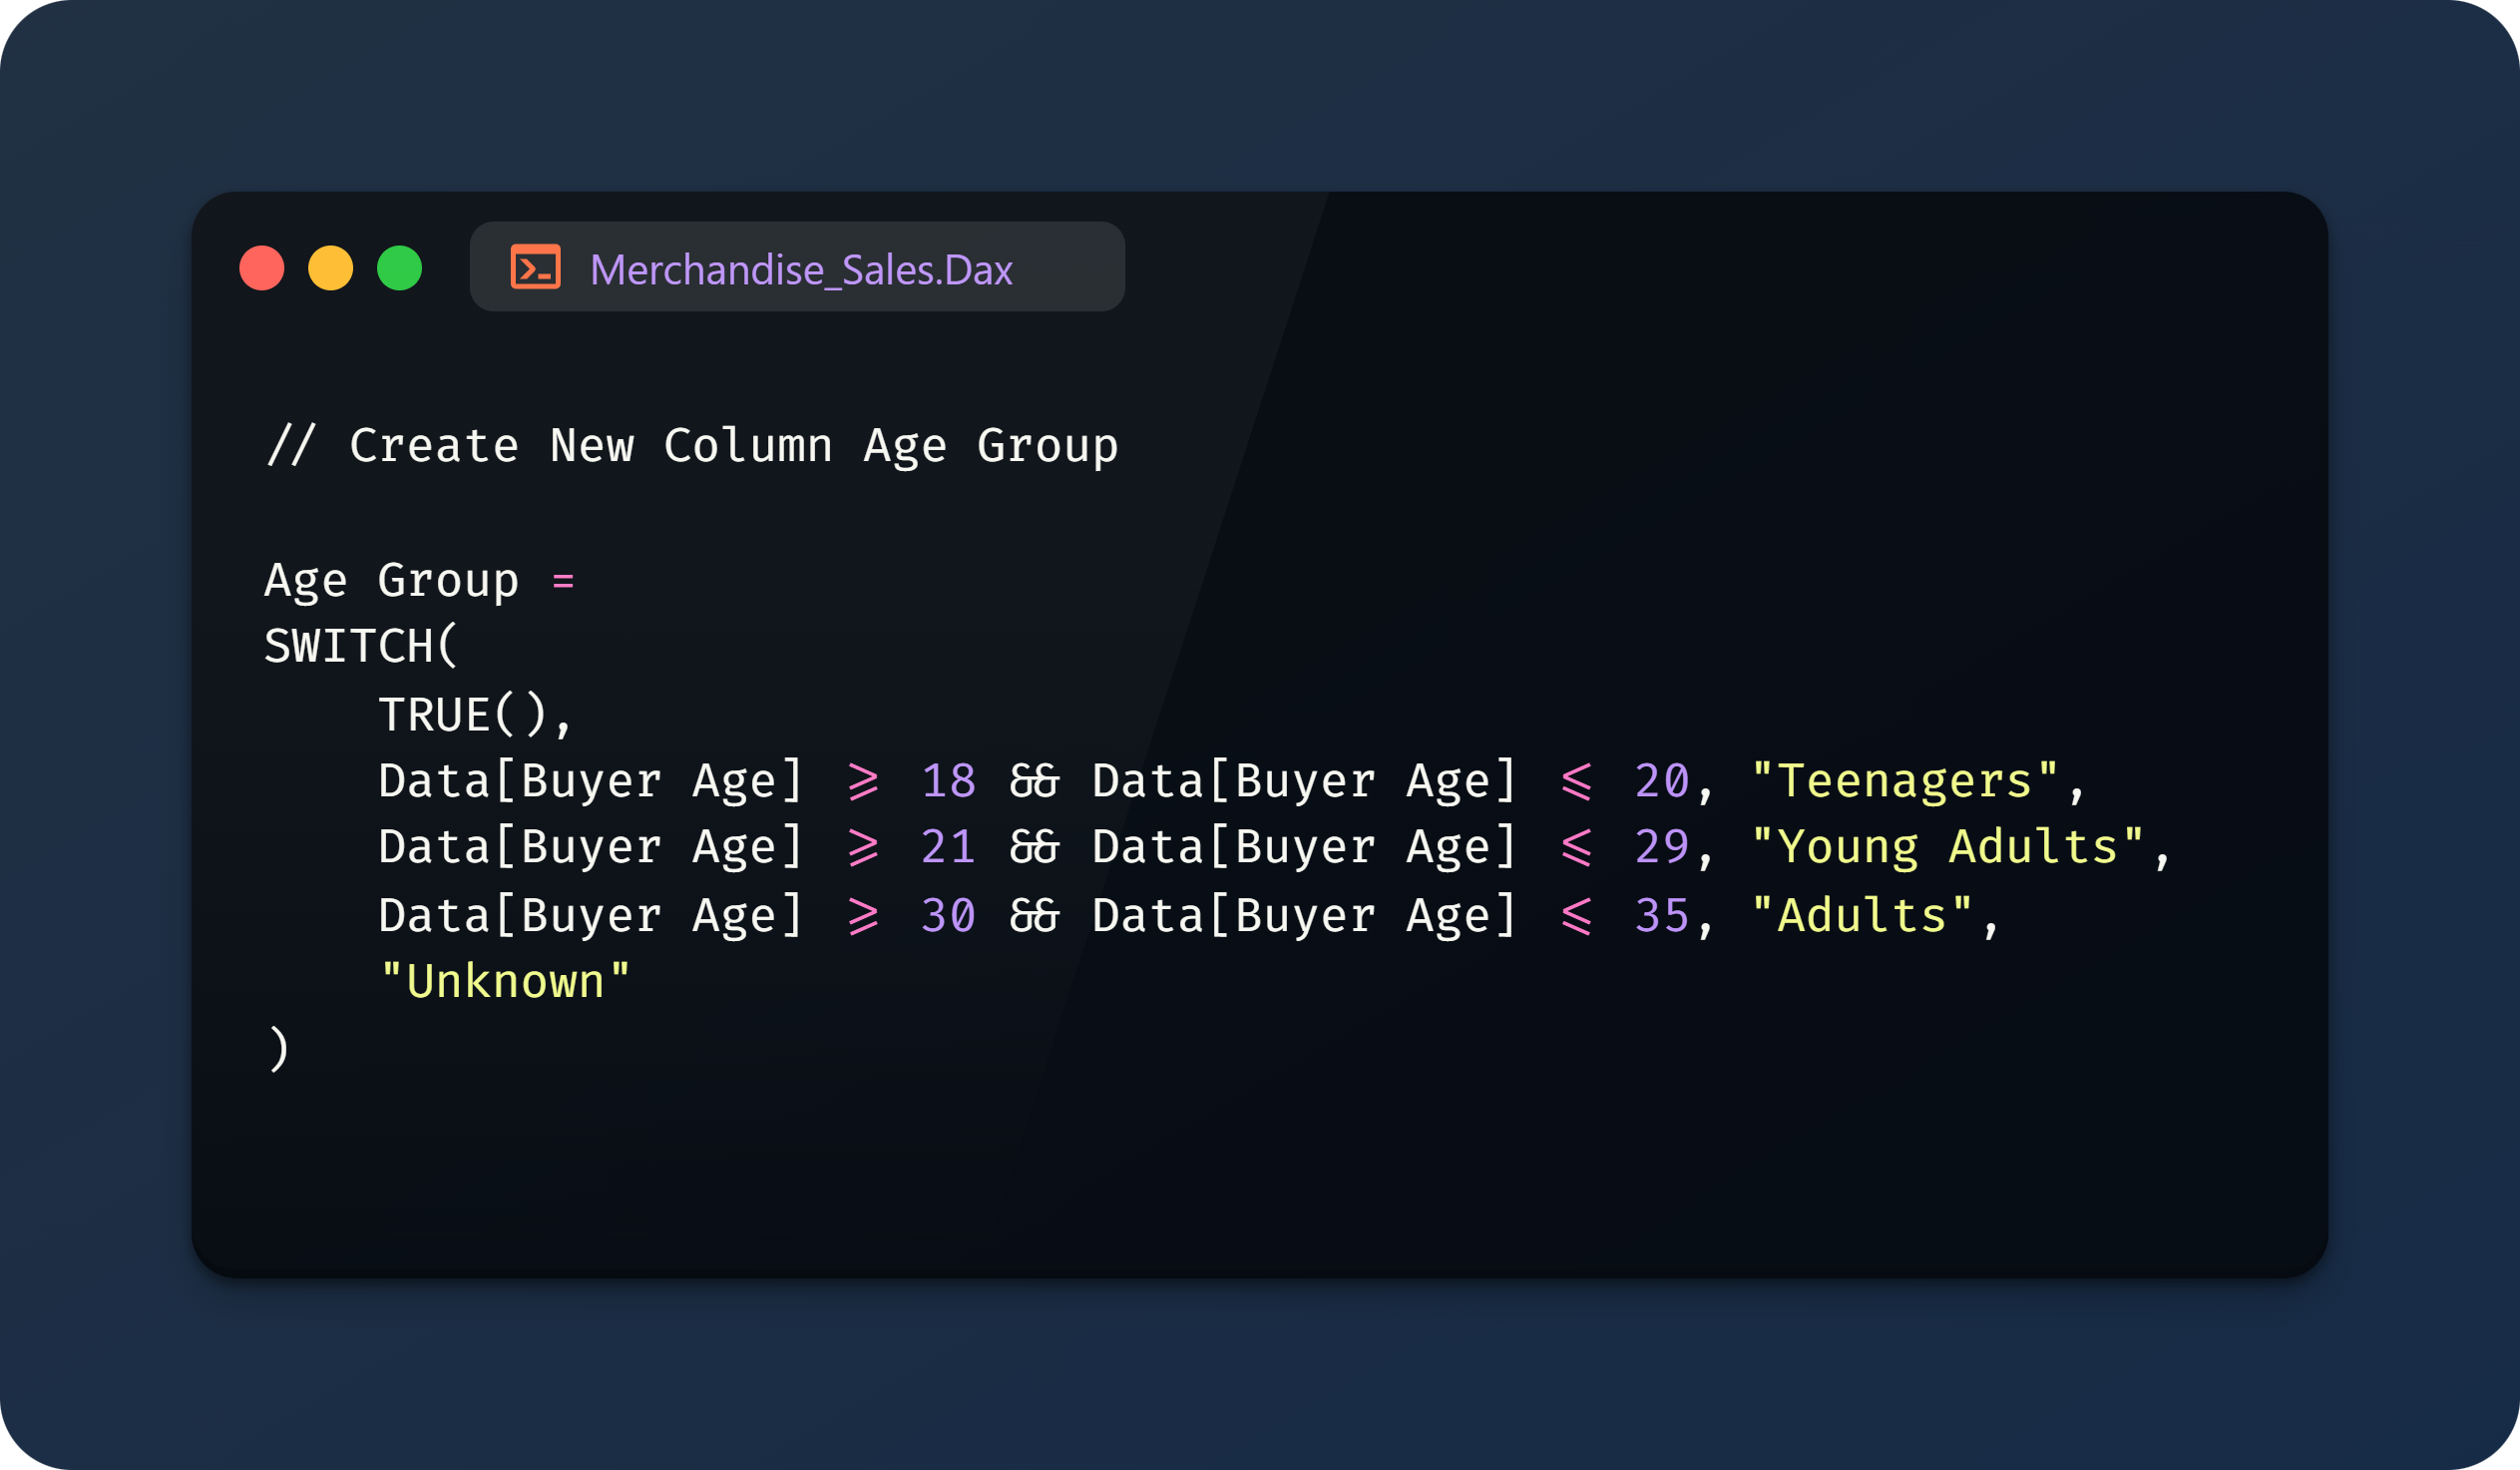 Merchandise_Sales.Dax
// Create New Column Age Group
Age Group =
SWITCH(
    TRUE(),
    Data[Buyer Age] >= 18 && Data[Buyer Age] <= 20, "Teenagers",
    Data[Buyer Age] >= 21 && Data[Buyer Age] <= 29, "Young Adults",
    Data[Buyer Age] >= 30 && Data[Buyer Age] <= 35, "Adults",
    "Unknown"
)